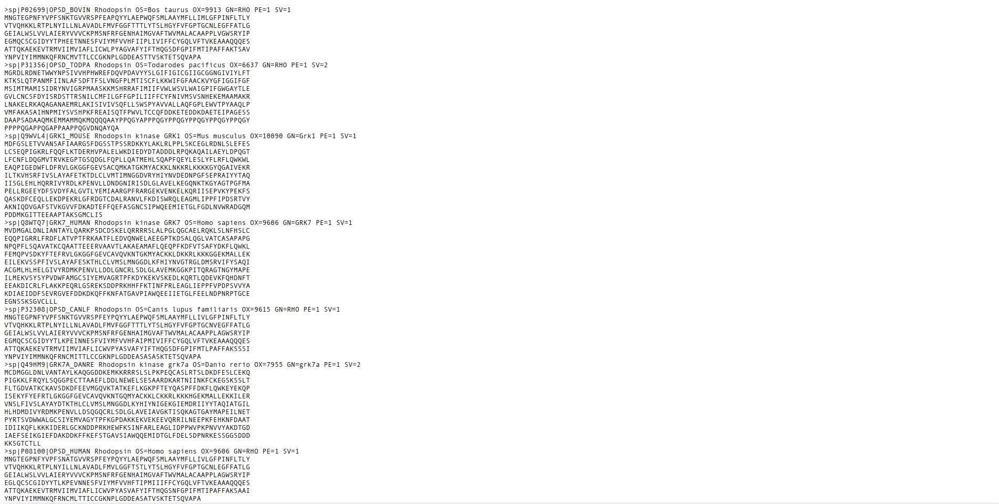 >sp|P02699|OPSD_BOVIN Rhodopsin OS=Bos taurus OX=9913 GN=RHO PE=1 SV=1
MNGTEGPNFYVPFSNKTGVVRSPFEAPQYYLAEPWQFSMLAAYMFLLIMLGFPINFLTLY
VTVQHKKLRTPLNYILLNLAVADLFMVFGGFTTTLYTSLHGYFVFGPTGCNLEGFFATLG
GEIALWSLVVLAIERYVVVCKPMSNFRFGENHAIMGVAFTWVMALACAAPPLVGWSRYIP
EGMQCSCGIDYYTPHEETNNESFVIYMFVVHFIIPLIVIFFCYGQLVFTVKEAAAQQQES
ATTQKAEKEVTRMVIIMVIAFLICWLPYAGVAFYIFTHQGSDFGPIFMTIPAFFAKTSAV
YNPVIYIMMNKQFRNCMVTTLCCGKNPLGDDEASTTVSKTETSQVAPA
>sp|P31356|OPSD_TODPA Rhodopsin OS=Todarodes pacificus OX=6637 GN=RHO PE=1 SV=2
MGRDLRDNETWWYNPSIVVHPHWREFDQVPDAVYYSLGIFIGICGIIGCGGNGIVIYLFT
KTKSLQTPANMFIINLAFSDFTFSLVNGFPLMTISCFLKKWIFGFAACKVYGFIGGIFGF
MSIMTMAMISIDRYNVIGRPMAASKKMSHRRAFIMIIFVWLWSVLWAIGPIFGWGAYTLE
GVLCNCSFDYISRDSTTRSNILCMFILGFFGPILIIFFCYFNIVMSVSNHEKEMAAMAKR
LNAKELRKAQAGANAEMRLAKISIVIVSQFLLSWSPYAVVALLAQFGPLEWVTPYAAQLP
VMFAKASAIHNPMIYSVSHPKFREAISQTFPWVLTCCQFDDKETEDDKDAETEIPAGESS
DAAPSADAAQMKEMMAMMQKMQQQQAAYPPQGYAPPPQGYPPQGYPPQGYPPQGYPPQGY
PPPPQGAPPQGAPPAAPPQGVDNQAYQA
>sp|Q9WVL4|GRK1_MOUSE Rhodopsin kinase GRK1 OS=Mus musculus OX=10090 GN=Grk1 PE=1 SV=1
MDFGSLETVVANSAFIAARGSFDGSSTPSSRDKKYLAKLRLPPLSKCEGLRDNLSLEFES
LCSEQPIGKRLFQQFLKTDERHVPALELWKDIEDYDTADDDLRPQKAQAILAEYLDPQGT
LFCNFLDQGMVTRVKEGPTGSQDGLFQPLLQATMEHLSQAPFQEYLESLYFLRFLQWKWL
EAQPIGEDWFLDFRVLGKGGFGEVSACQMKATGKMYACKKLNKKRLKKKKGYQGAIVEKR
ILTKVHSRFIVSLAYAFETKTDLCLVMTIMNGGDVRYHIYNVDEDNPGFSEPRAIYYTAQ
IISGLEHLHQRRIVYRDLKPENVLLDNDGNIRISDLGLAVELKEGQNKTKGYAGTPGFMA
PELLRGEEYDFSVDYFALGVTLYEMIAARGPFRARGEKVENKELKQRIISEPVKYPEKFS
QASKDFCEQLLEKDPEKRLGFRDGTCDALRANVLFKDISWRQLEAGMLIPPFIPDSRTVY
AKNIQDVGAFSTVKGVVFDKADTEFFQEFASGNCSIPWQEEMIETGLFGDLNVWRADGQM
PDDMKGITTEEAAPTAKSGMCLIS
>sp|Q8WTQ7|GRK7_HUMAN Rhodopsin kinase GRK7 OS=Homo sapiens OX=9606 GN=GRK7 PE=1 SV=1
MVDMGALDNLIANTAYLQARKPSDCDSKELQRRRRSLALPGLQGCAELRQKLSLNFHSLC
EQQPIGRRLFRDFLATVPTFRKAATFLEDVQNWELAEEGPTKDSALQGLVATCASAPAPG
NPQPFLSQAVATKCQAATTEEERVAAVTLAKAEAMAFLQEQPFKDFVTSAFYDKFLQWKL
FEMQPVSDKYFTEFRVLGKGGFGEVCAVQVKNTGKMYACKKLDKKRLKKKGGEKMALLEK
EILEKVSSPFIVSLAYAFESKTHLCLVMSLMNGGDLKFHIYNVGTRGLDMSRVIFYSAQI
ACGMLHLHELGIVYRDMKPENVLLDDLGNCRLSDLGLAVEMKGGKPITQRAGTNGYMAPE
ILMEKVSYSYPVDWFAMGCSIYEMVAGRTPFKDYKEKVSKEDLKQRTLQDEVKFQHDNFT
EEAKDICRLFLAKKPEQRLGSREKSDDPRKHHFFKTINFPRLEAGLIEPPFVPDPSVVYA
KDIAEIDDFSEVRGVEFDDKDKQFFKNFATGAVPIAWQEEIIETGLFEELNDPNRPTGCE
EGNSSKSGVCLLL
>sp|P32308|OPSD_CANLF Rhodopsin OS=Canis lupus familiaris OX=9615 GN=RHO PE=1 SV=1
MNGTEGPNFYVPFSNKTGVVRSPFEYPQYYLAEPWQFSMLAAYMFLLIVLGFPINFLTLY
VTVQHKKLRTPLNYILLNLAVADLFMVFGGFTTTLYTSLHGYFVFGPTGCNVEGFFATLG
GEIALWSLVVLAIERYVVVCKPMSNFRFGENHAIMGVAFTWVMALACAAPPLAGWSRYIP
EGMQCSCGIDYYTLKPEINNESFVIYMFVVHFAIPMIVIFFCYGQLVFTVKEAAAQQQES
ATTQKAEKEVTRMVIIMVIAFLICWVPYASVAFYIFTHQGSDFGPIFMTLPAFFAKSSSI
YNPVIYIMMNKQFRNCMITTLCCGKNPLGDDEASASASKTETSQVAPA
>sp|Q49HM9|GRK7A_DANRE Rhodopsin kinase grk7a OS=Danio rerio OX=7955 GN=grk7a PE=1 SV=2
MCDMGGLDNLVANTAYLKAQGGDDKEMKKRRRSLSLPKPEQCASLRTSLDKDFESLCEKQ
PIGKKLFRQYLSQGGPECTTAAEFLDDLNEWELSESAARDKARTNIINKFCKEGSKSSLT
FLTGDVATKCKAVSDKDFEEVMGQVKTATKEFLKGKPFTEYQASPFFDKFLQWKEYEKQP
ISEKYFYEFRTLGKGGFGEVCAVQVKNTGQMYACKKLCKKRLKKKHGEKMALLEKKILER
VNSLFIVSLAYAYDTKTHLCLVMSLMNGGDLKYHIYNIGEKGIEMDRIIYYTAQIATGIL
HLHDMDIVYRDMKPENVLLDSQGQCRLSDLGLAVEIAVGKTISQKAGTGAYMAPEILNET
PYRTSVDWWALGCSIYEMVAGYTPFKGPDAKKEKVEKEEVQRRILNEEPKFEHKNFDAAT
IDIIKQFLKKKIDERLGCKNDDPRKHEWFKSINFARLEAGLIDPPWVPKPNVVYAKDTGD
IAEFSEIKGIEFDAKDDKFFKEFSTGAVSIAWQQEMIDTGLFDELSDPNRKESSGGSDDD
KKSGTCTLL
>sp|P08100|OPSD_HUMAN Rhodopsin OS=Homo sapiens OX=9606 GN=RHO PE=1 SV=1
MNGTEGPNFYVPFSNATGVVRSPFEYPQYYLAEPWQFSMLAAYMFLLIVLGFPINFLTLY
VTVQHKKLRTPLNYILLNLAVADLFMVLGGFTSTLYTSLHGYFVFGPTGCNLEGFFATLG
GEIALWSLVVLAIERYVVVCKPMSNFRFGENHAIMGVAFTWVMALACAAPPLAGWSRYIP
EGLQCSCGIDYYTLKPEVNNESFVIYMFVVHFTIPMIIIFFCYGQLVFTVKEAAAQQQES
ATTQKAEKEVTRMVIIMVIAFLICWVPYASVAFYIFTHQGSNFGPIFMTIPAFFAKSAAI
YNPVIYIMMNKQFRNCMLTTICCGKNPLGDDEASATVSKTETSQVAPA